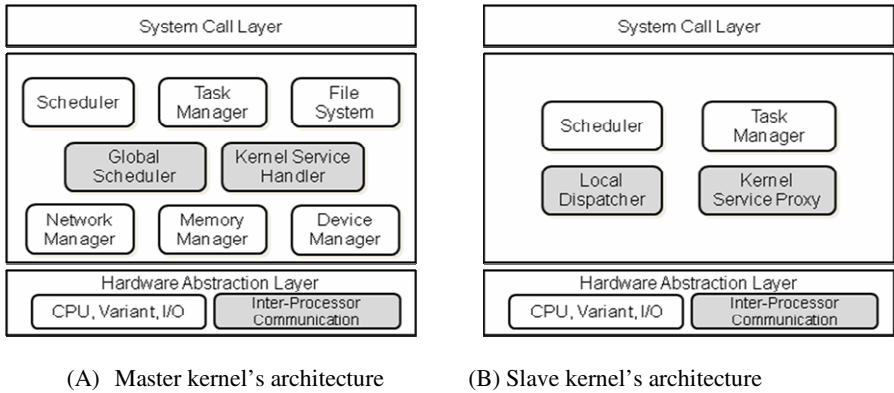 System Call Layer
Scheduler
Task
Manager
File
System
Global
Scheduler
Kernel Service
Handler
Network
Manager
Memory
Manager
Device
Manager
Hardware Abstraction Layer
CPU, Variant, I/O
Inter-Processor
Communication
System Call Layer
Scheduler
Task
Manager
Local
Dispatcher
Kernel
Service Proxy
Hardware Abstraction Layer
CPU, Variant, I/O
Inter-Processor
Communication
(A) Master kernel’s architecture
(B) Slave kernel’s architecture